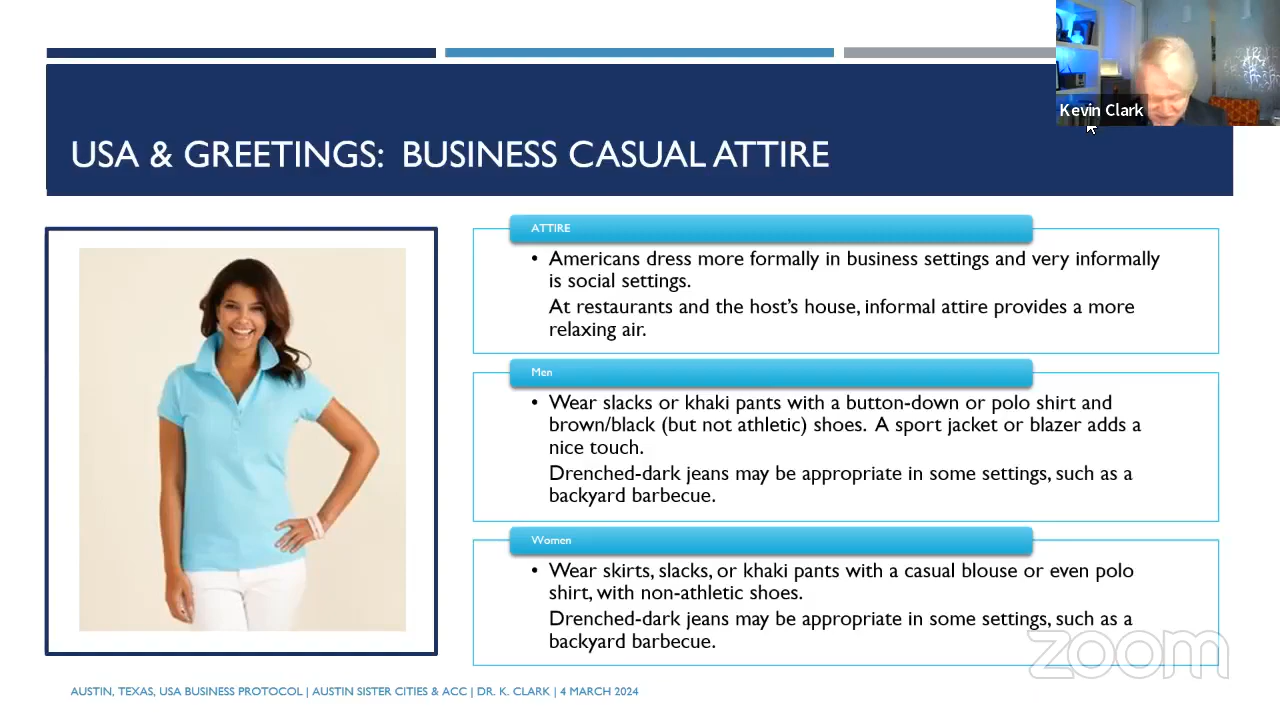 Kevin Clark
USA & GREETINGS: BUSINESS CASUAL ATTIRE
ATTIRE
• Americans dress more formally in business settings and very informally
is social settings.
At restaurants and the host's house, informal attire provides a more
relaxing air.
Men
• Wear slacks or khaki pants with a button-down or polo shirt and
brown/black (but not athletic) shoes. A sport jacket or blazer adds a
nice touch.
Drenched-dark jeans may be appropriate in some settings, such as a
backyard barbecue.
Women
• Wear skirts, slacks, or khaki pants with a casual blouse or even polo
shirt, with non-athletic shoes.
Drenched-dark jeans may be appropriate in some settings, such as a
backyard barbecue.
zoom
AUSTIN, TEXAS, USA BUSINESS PROTOCOL | AUSTIN SISTER CITIES & ACC | DR. K. CLARK | 4 MARCH 2024